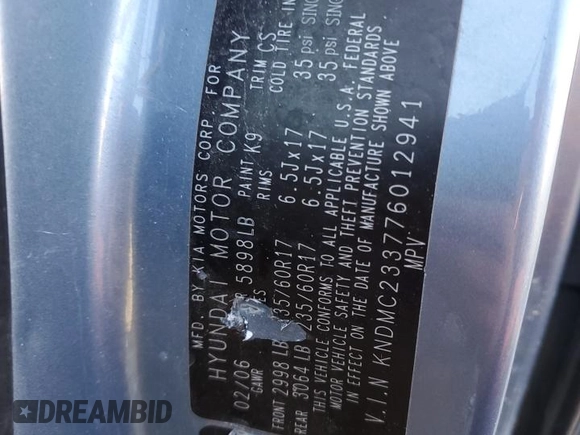 MFD BY KIA MOTORS CORP. FOR
HYUNDAI MOTOR COMPANY
02/06 5898LB PAINT K9 TRIM CS
GAWR RIMS COLD TIRE IN
FRONT 2998 LB 235/60R17 6.5Jx17 35 psi SING
REAR 3064 LB 235/60R17 6.5Jx17 35 psi SING
THIS VEHICLE CONFORMS TO ALL APPLICABLE U.S.A. FEDERAL
MOTOR VEHICLE SAFETY AND THEFT PREVENTION STANDARDS
IN EFFECT ON THE DATE OF MANUFACTURE SHOWN ABOVE
V.I.N KNDMC233776012941
MPV
DREAMBID